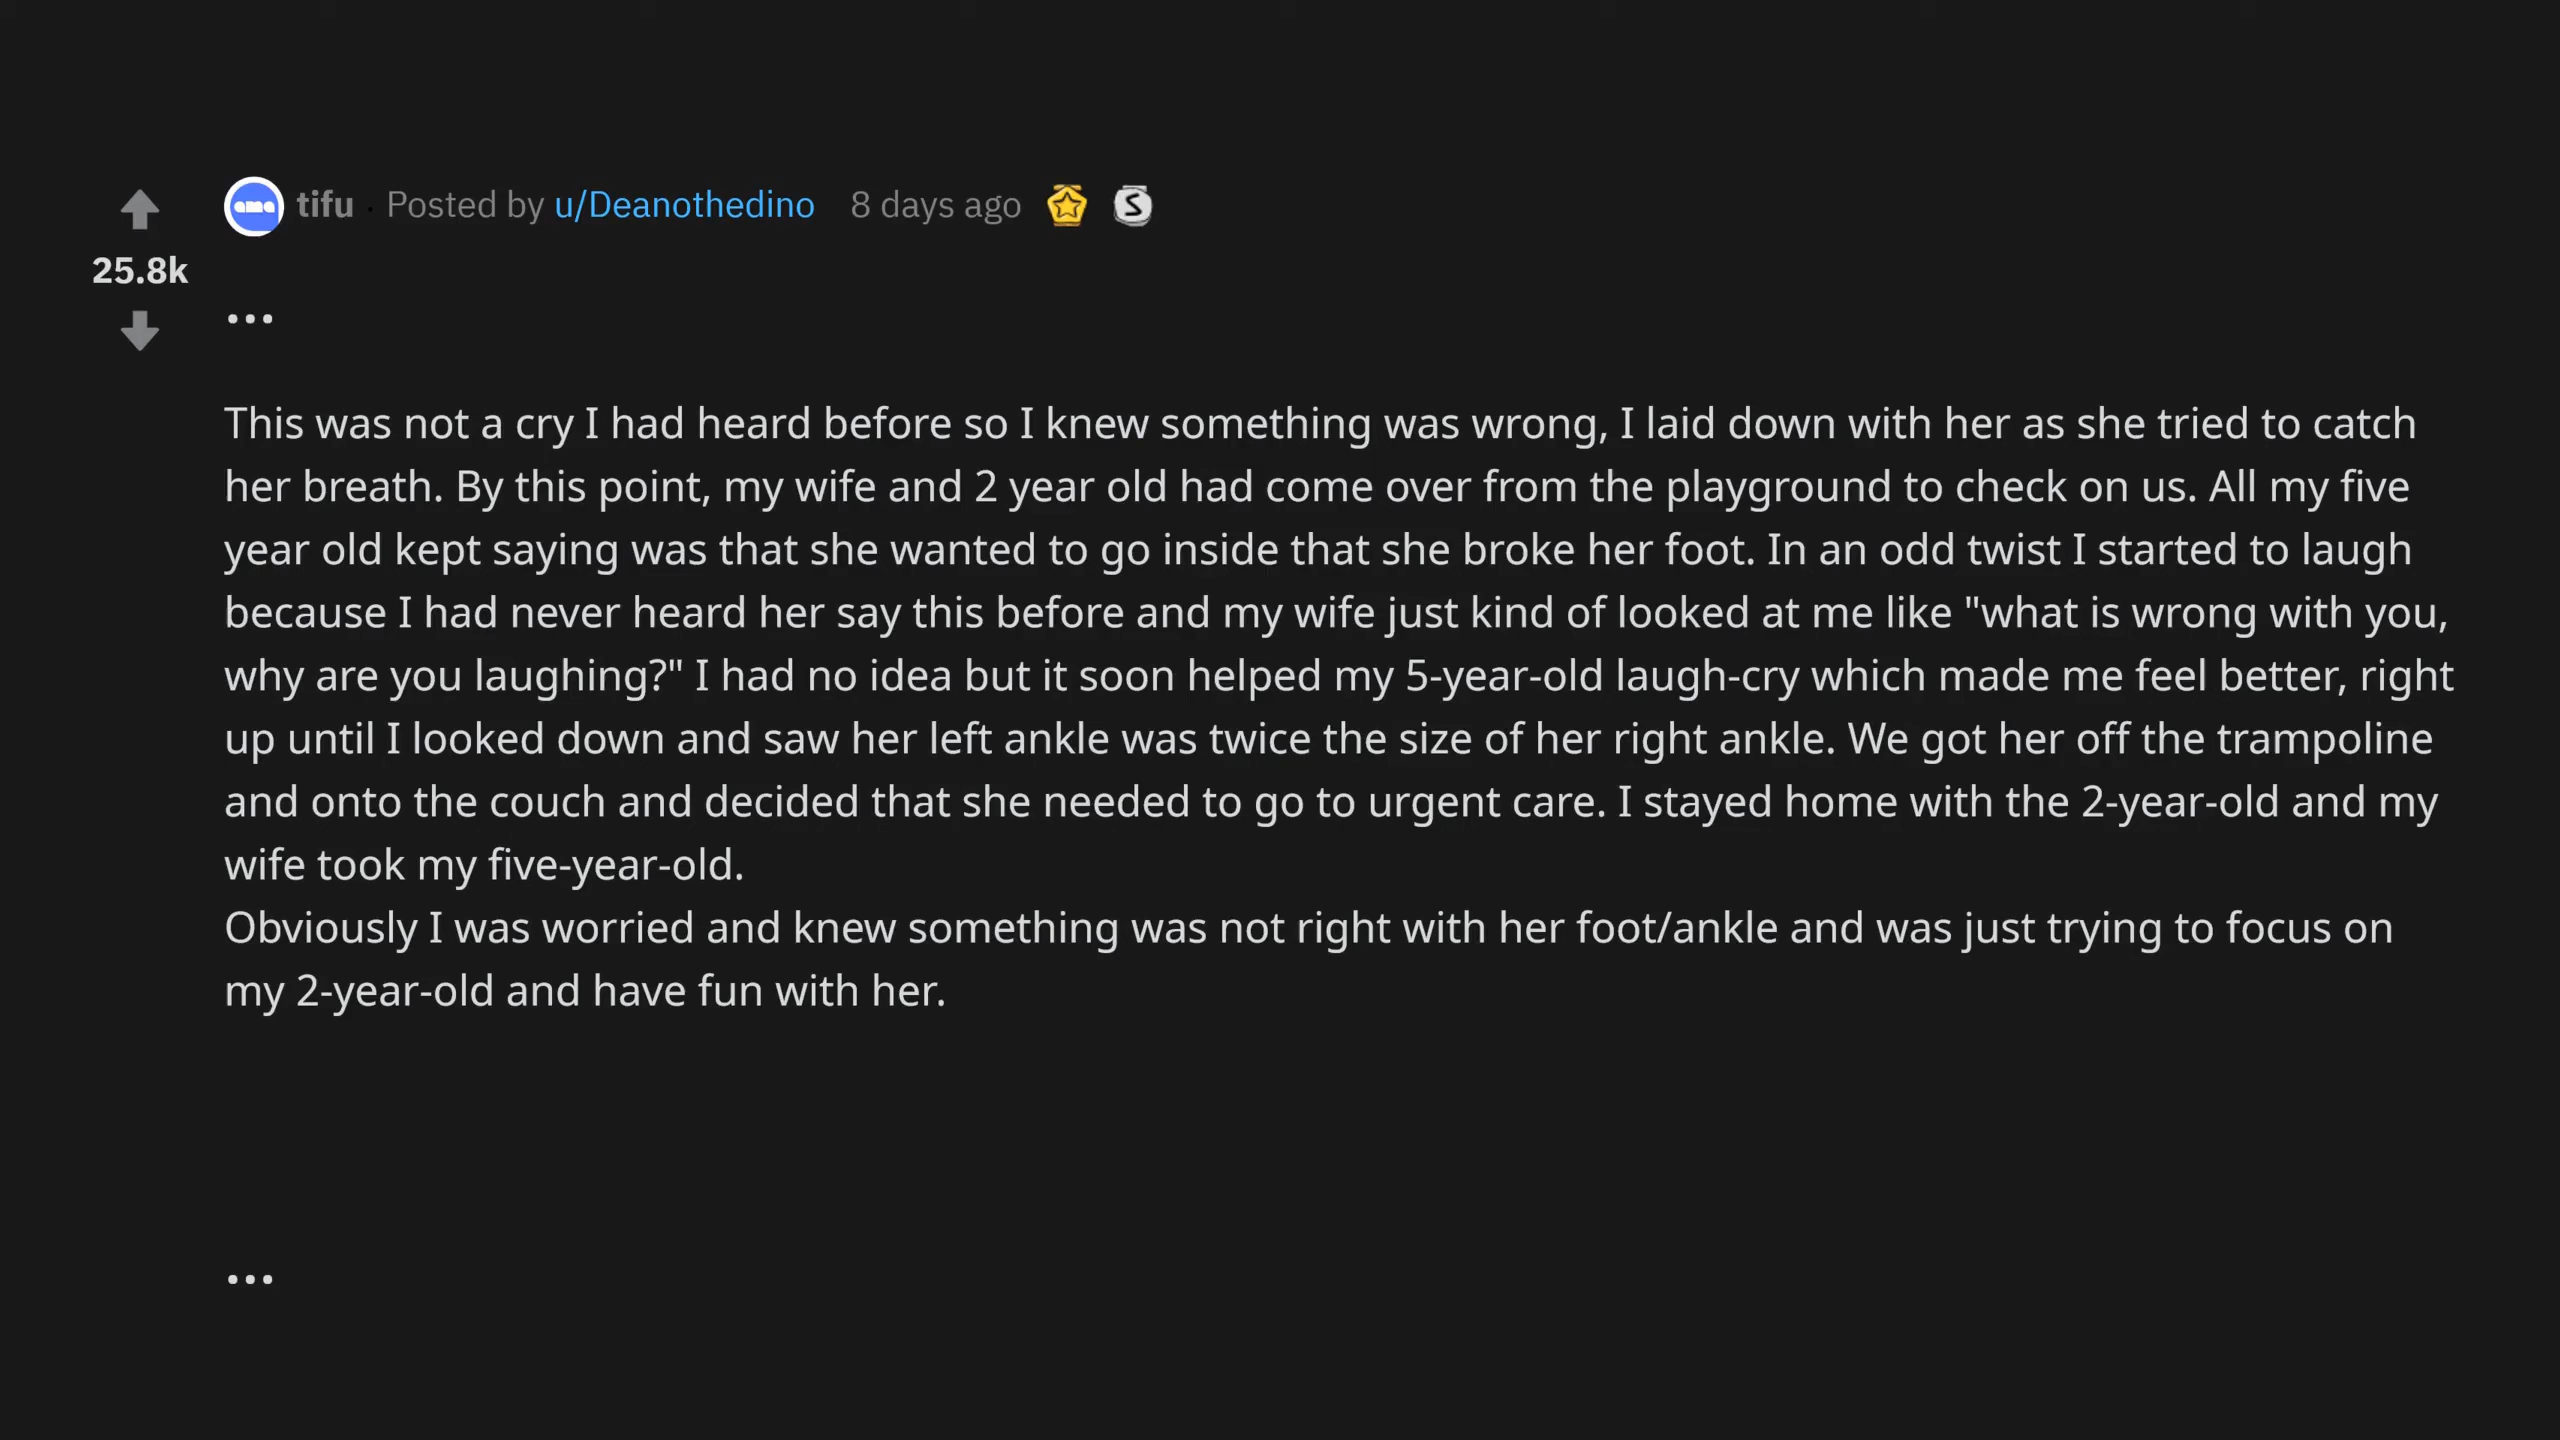 tifu · Posted by u/Deanothedino 8 days ago
25.8k
...
This was not a cry I had heard before so I knew something was wrong, I laid down with her as she tried to catch
her breath. By this point, my wife and 2 year old had come over from the playground to check on us. All my five
year old kept saying was that she wanted to go inside that she broke her foot. In an odd twist I started to laugh
because I had never heard her say this before and my wife just kind of looked at me like "what is wrong with you,
why are you laughing?" I had no idea but it soon helped my 5-year-old laugh-cry which made me feel better, right
up until I looked down and saw her left ankle was twice the size of her right ankle. We got her off the trampoline
and onto the couch and decided that she needed to go to urgent care. I stayed home with the 2-year-old and my
wife took my five-year-old.
Obviously I was worried and knew something was not right with her foot/ankle and was just trying to focus on
my 2-year-old and have fun with her.
...